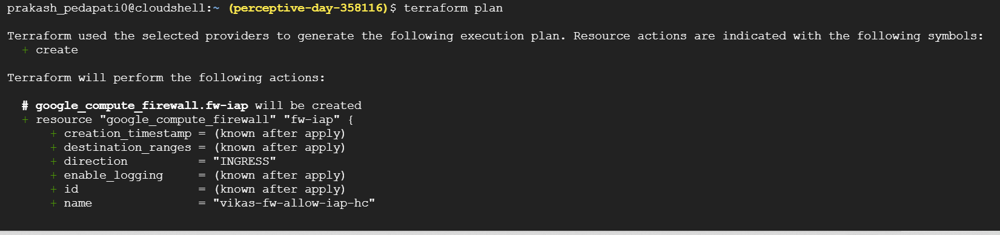 prakash_pedapati0@cloudshell:~ (perceptive-day-358116)$ terraform plan
Terraform used the selected providers to generate the following execution plan. Resource actions are indicated with the following symbols:
+ create
Terraform will perform the following actions:
# google_compute_firewall.fw-iap will be created
+ resource "google_compute_firewall" "fw-iap" {
+ creation_timestamp = (known after apply)
+ destination_ranges = (known after apply)
+ direction = "INGRESS"
+ enable_logging = (known after apply)
+ id = (known after apply)
+ name = "vikas-fw-allow-iap-hc"